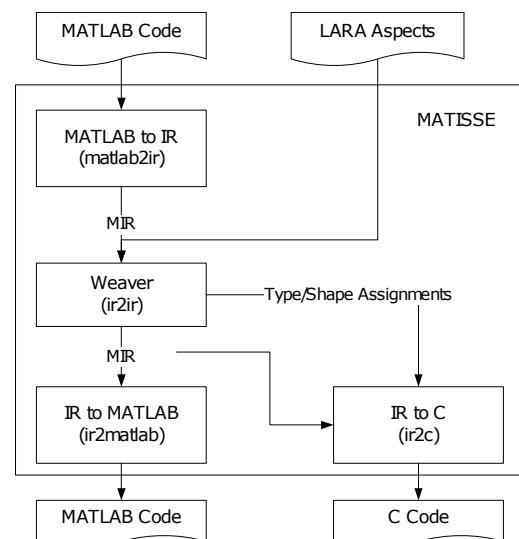 MATLAB Code
LARA Aspects
MATISSE
MATLAB to IR
(matlab2ir)
MIR
Weaver
(ir2ir)
Type/Shape Assignments
MIR
IR to MATLAB
(ir2matlab)
IR to C
(ir2c)
MATLAB Code
C Code